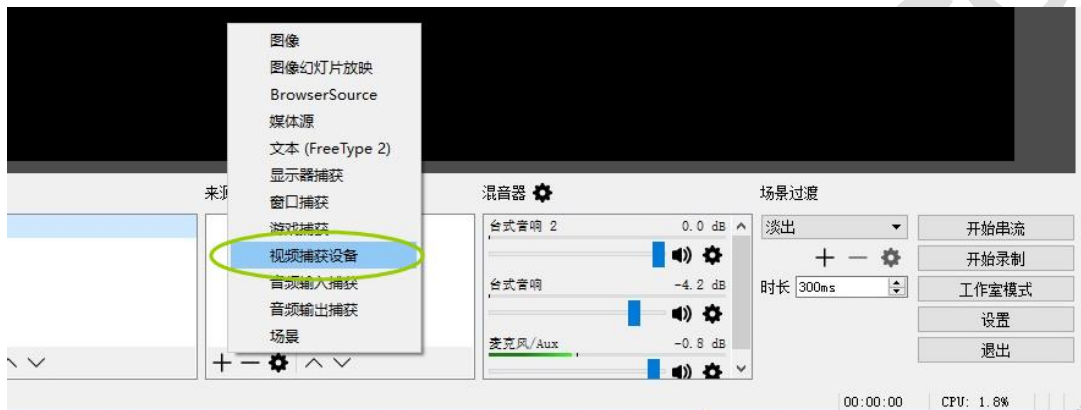 图像
图像幻灯片放映
BrowserSource
媒体源
文本 (FreeType 2)
显示器捕获
窗口捕获
游戏捕获
视频捕获设备
音频输入捕获
音频输出捕获
场景
来源
混音器
台式音响 2 0.0 dB
台式音响 -4.2 dB
麦克风/Aux -0.8 dB
场景过渡
淡出
时长 300ms
开始串流
开始录制
工作室模式
设置
退出
00:00:00 CPU: 1.8%